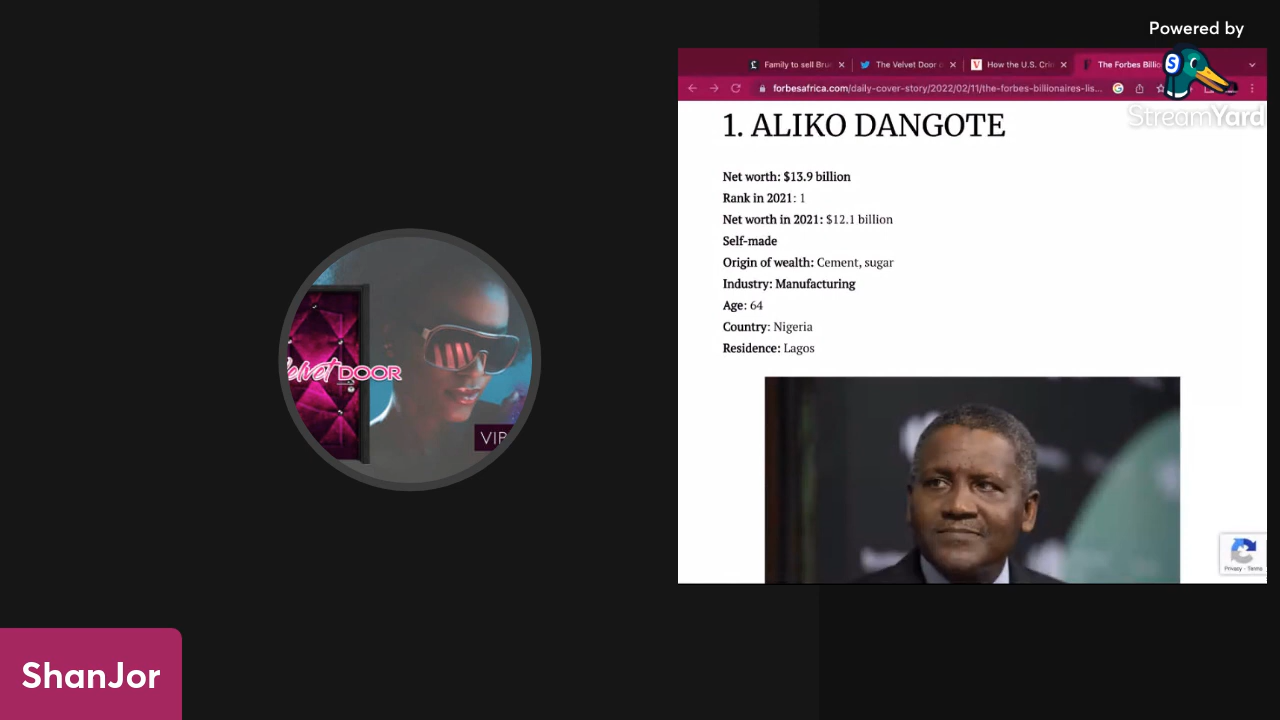 Powered by
StreamYard
Family to sell Bru
The Velvet Door
How the U.S. Cri
The Forbes Billio
forbesafrica.com/daily-cover-story/2022/02/11/the-forbes-billionaires-lis...
1. ALIKO DANGOTE
Net worth: $13.9 billion
Rank in 2021: 1
Net worth in 2021: $12.1 billion
Self-made
Origin of wealth: Cement, sugar
Industry: Manufacturing
Age: 64
Country: Nigeria
Residence: Lagos
Privacy - Terms
elvet DOOR
VIP
ShanJor